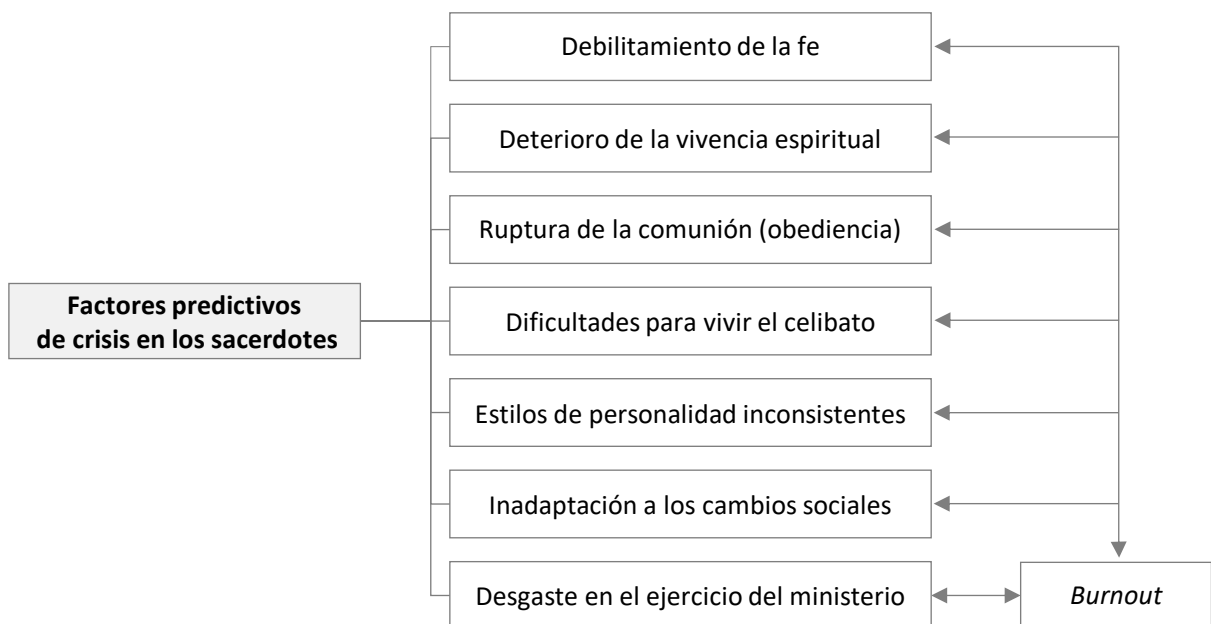 Debilitamiento de la fe
Deterioro de la vivencia espiritual
Ruptura de la comunión (obediencia)
Factores predictivos
de crisis en los sacerdotes
Dificultades para vivir el celibato
Estilos de personalidad inconsistentes
Inadaptación a los cambios sociales
Desgaste en el ejercicio del ministerio
Burnout